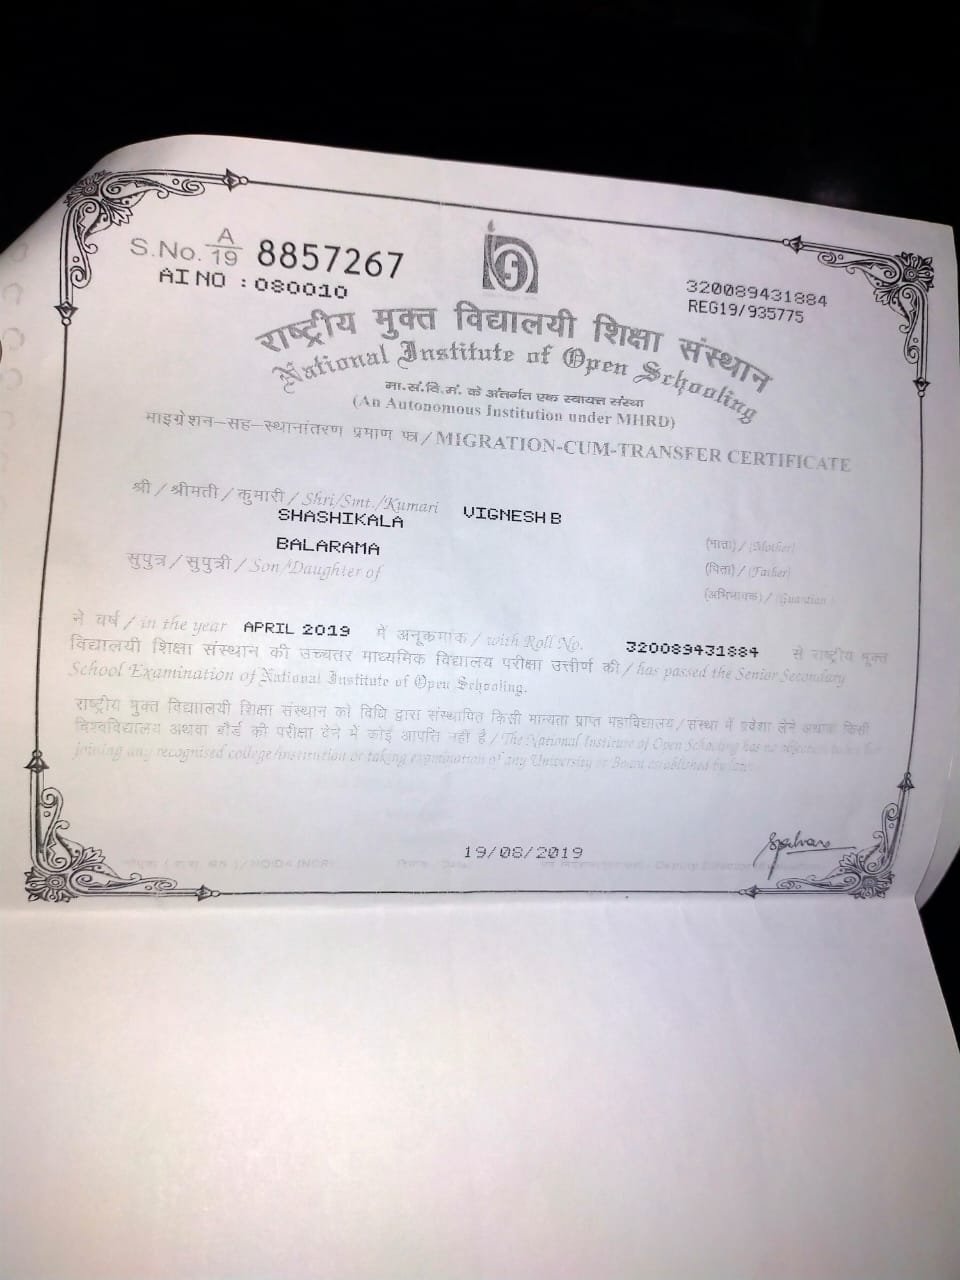 S.No. A/19 8857267
AI NO : 080010
320089431884
REG19/935775
राष्ट्रीय मुक्त विद्यालयी शिक्षा संस्थान
National Institute of Open Schooling
मा.सं.वि.मं. के अंतर्गत एक स्वायत्त संस्था
(An Autonomous Institution under MHRD)
माइग्रेशन-सह-स्थानांतरण प्रमाण पत्र / MIGRATION-CUM-TRANSFER CERTIFICATE
श्री / श्रीमती / कुमारी / Shri/Smt./Kumari VIGNESH B
SHASHIKALA (माता) / (Mother)
BALARAMA (पिता) / (Father)
सुपुत्र / सुपुत्री / Son/Daughter of
(अभिभावक) / (Guardian)
ने वर्ष / in the year APRIL 2019 में अनूकमांक / with Roll No. 320089431884 से राष्ट्रीय मुक्त
विद्यालयी शिक्षा संस्थान की उच्चतर माध्यमिक विद्यालय परीक्षा उत्तीर्ण की / has passed the Senior Secondary
School Examination of National Institute of Open Schooling.
राष्ट्रीय मुक्त विद्यालयी शिक्षा संस्थान को विधि द्वारा संस्थापित किसी मान्यता प्राप्त महाविद्यालय / संस्था में प्रवेश लेने अथवा किसी
विश्वविद्यालय अथवा बोर्ड की परीक्षा देने में कोई आपत्ति नहीं है / The National Institute of Open Schooling has no objection to his/her
joining any recognised college/institution or taking examination of any University or Board established by law.
19/08/2019